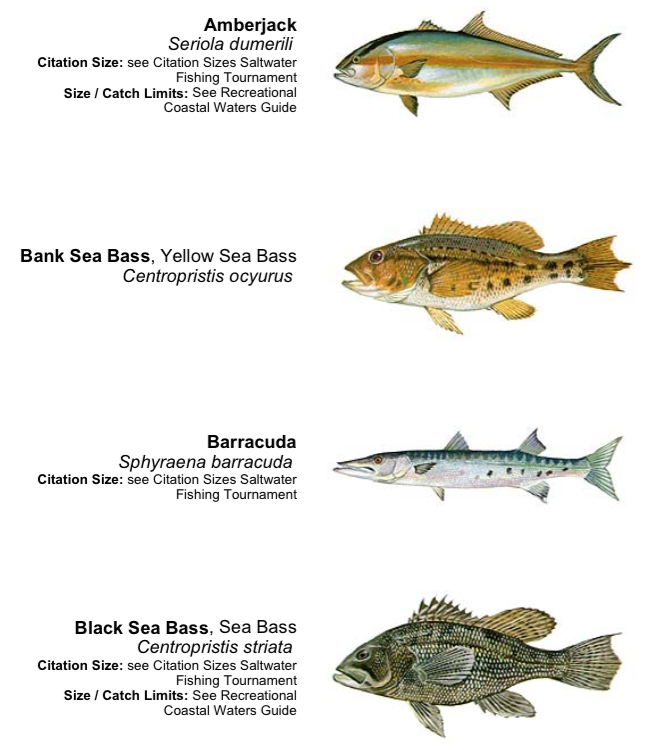 Amberjack
Seriola dumerili
Citation Size: see Citation Sizes Saltwater
Fishing Tournament
Size / Catch Limits: See Recreational
Coastal Waters Guide
Bank Sea Bass, Yellow Sea Bass
Centropristis ocyurus
Barracuda
Sphyraena barracuda
Citation Size: see Citation Sizes Saltwater
Fishing Tournament
Black Sea Bass, Sea Bass
Centropristis striata
Citation Size: see Citation Sizes Saltwater
Fishing Tournament
Size / Catch Limits: See Recreational
Coastal Waters Guide